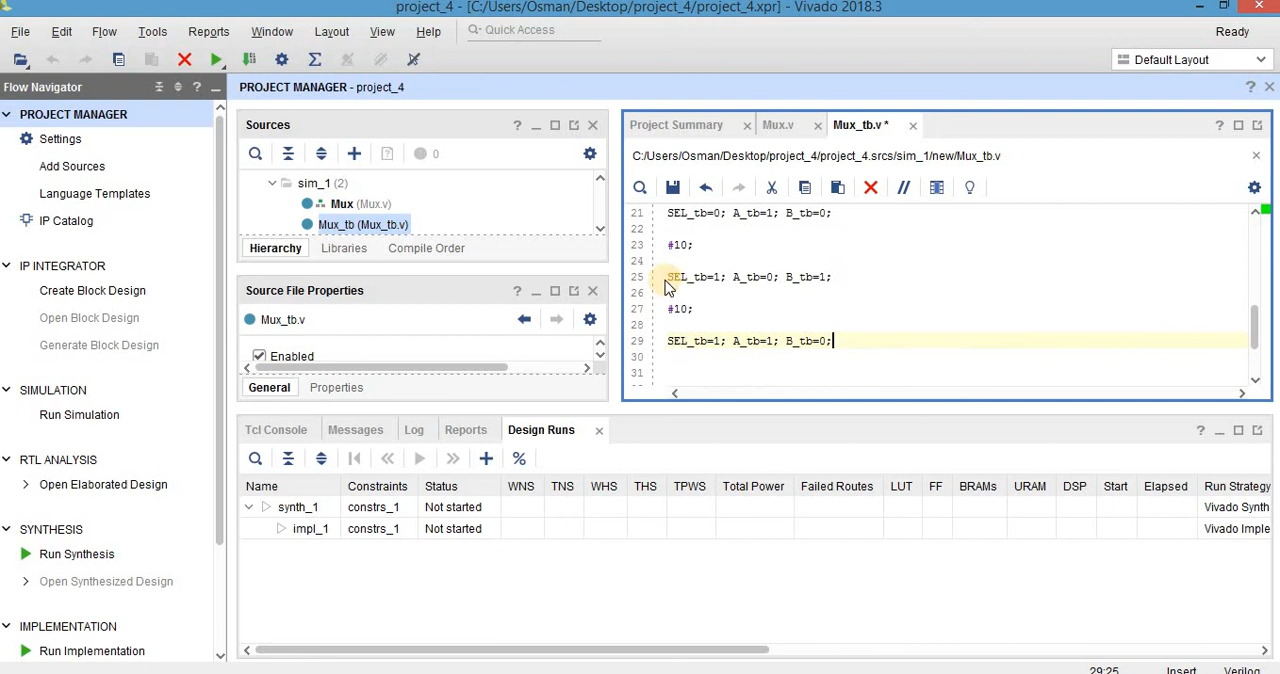 project_4 - [C:/Users/Osman/Desktop/project_4/project_4.xpr] - Vivado 2018.3
File Edit Flow Tools Reports Window Layout View Help Quick Access Ready
Default Layout
Flow Navigator ?
PROJECT MANAGER - project_4 ?
PROJECT MANAGER
Settings
Add Sources
Language Templates
IP Catalog
IP INTEGRATOR
Create Block Design
Open Block Design
Generate Block Design
SIMULATION
Run Simulation
RTL ANALYSIS
Open Elaborated Design
SYNTHESIS
Run Synthesis
Open Synthesized Design
IMPLEMENTATION
Run Implementation
Sources ?
? 0
sim_1 (2)
Mux (Mux.v)
Mux_tb (Mux_tb.v)
Hierarchy Libraries Compile Order
Source File Properties ?
Mux_tb.v
Enabled
General Properties
Project Summary Mux.v Mux_tb.v * ?
C:/Users/Osman/Desktop/project_4/project_4.srcs/sim_1/new/Mux_tb.v
//
21 SEL_tb=0; A_tb=1; B_tb=0;
22
23 #10;
24
25 SEL_tb=1; A_tb=0; B_tb=1;
26
27 #10;
28
29 SEL_tb=1; A_tb=1; B_tb=0;
30
31
Tcl Console Messages Log Reports Design Runs ?
%
Name Constraints Status WNS TNS WHS THS TPWS Total Power Failed Routes LUT FF BRAMs URAM DSP Start Elapsed Run Strategy
synth_1 constrs_1 Not started Vivado Synth
impl_1 constrs_1 Not started Vivado Imple
29:25 Insert Verilog